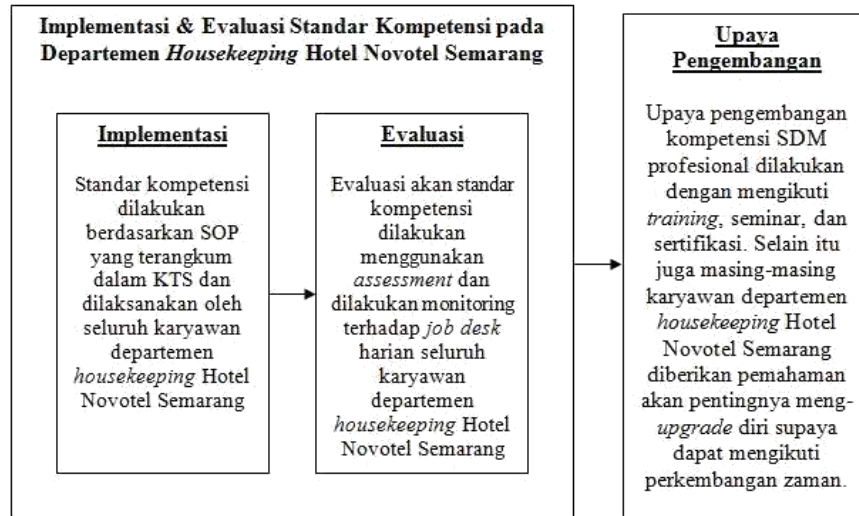 Implementasi & Evaluasi Standar Kompetensi pada
Departemen Housekeeping Hotel Novotel Semarang
Implementasi
Standar kompetensi
dilakukan
berdasarkan SOP
yang terangkum
dalam KTS dan
dilaksanakan oleh
seluruh karyawan
departemen
housekeeping Hotel
Novotel Semarang
Evaluasi
Evaluasi akan standar
kompetensi
dilakukan
menggunakan
assessment dan
dilakukan monitoring
terhadap job desk
harian seluruh
karyawan
departemen
housekeeping Hotel
Novotel Semarang
Upaya
Pengembangan
Upaya pengembangan
kompetensi SDM
profesional dilakukan
dengan mengikuti
training, seminar, dan
sertifikasi. Selain itu
juga masing-masing
karyawan departemen
housekeeping Hotel
Novotel Semarang
diberikan pemahaman
akan pentingnya meng-
upgrade diri supaya
dapat mengikuti
perkembangan zaman.